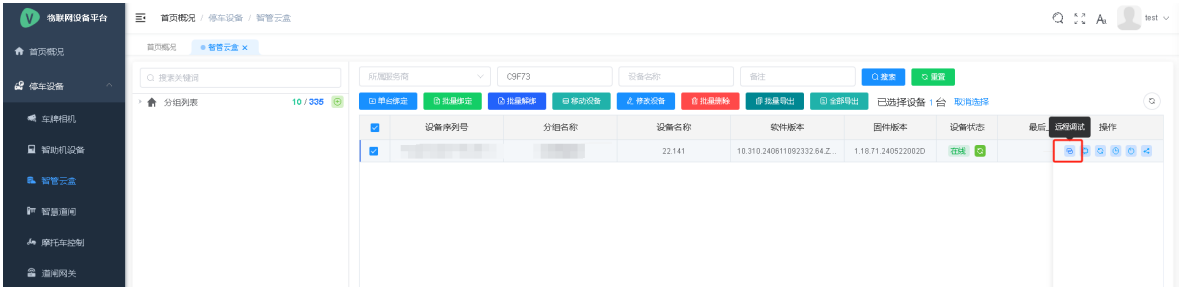 V 物联网设备平台
首页概况 / 停车设备 / 智管云盒
test
首页概况
首页概况
智管云盒 ×
停车设备
车牌相机
智助机设备
智管云盒
智慧道闸
摩托车控制
道闸网关
搜索关键词
分组列表 10 / 335
所属服务商
C9F73
设备名称
备注
搜索
重置
单台绑定
批量绑定
批量解绑
移动设备
修改设备
批量删除
批量导出
全部导出
已选择设备 1 台 取消选择
设备序列号 分组名称 设备名称 软件版本 固件版本 设备状态 最后上 远程调试 操作
22.141 10.310.240611092332.64.Z... 1.18.71.240522002D 在线